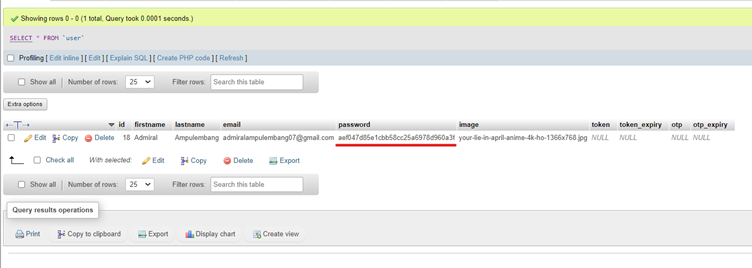 Showing rows 0 - 0 (1 total, Query took 0.0001 seconds.)
SELECT * FROM `user`
Profiling [ Edit inline ] [ Edit ] [ Explain SQL ] [ Create PHP code ] [ Refresh ]
Show all Number of rows: 25 Filter rows: Search this table
Extra options
id firstname lastname email password image token token_expiry otp otp_expiry
Edit Copy Delete 18 Admiral Ampulembang admiralampulembang07@gmail.com aef047d85e1cbb58cc25a6978d960a3f your-lie-in-april-anime-4k-ho-1366x768.jpg NULL NULL NULL NULL
Check all With selected: Edit Copy Delete Export
Show all Number of rows: 25 Filter rows: Search this table
Query results operations
Print Copy to clipboard Export Display chart Create view